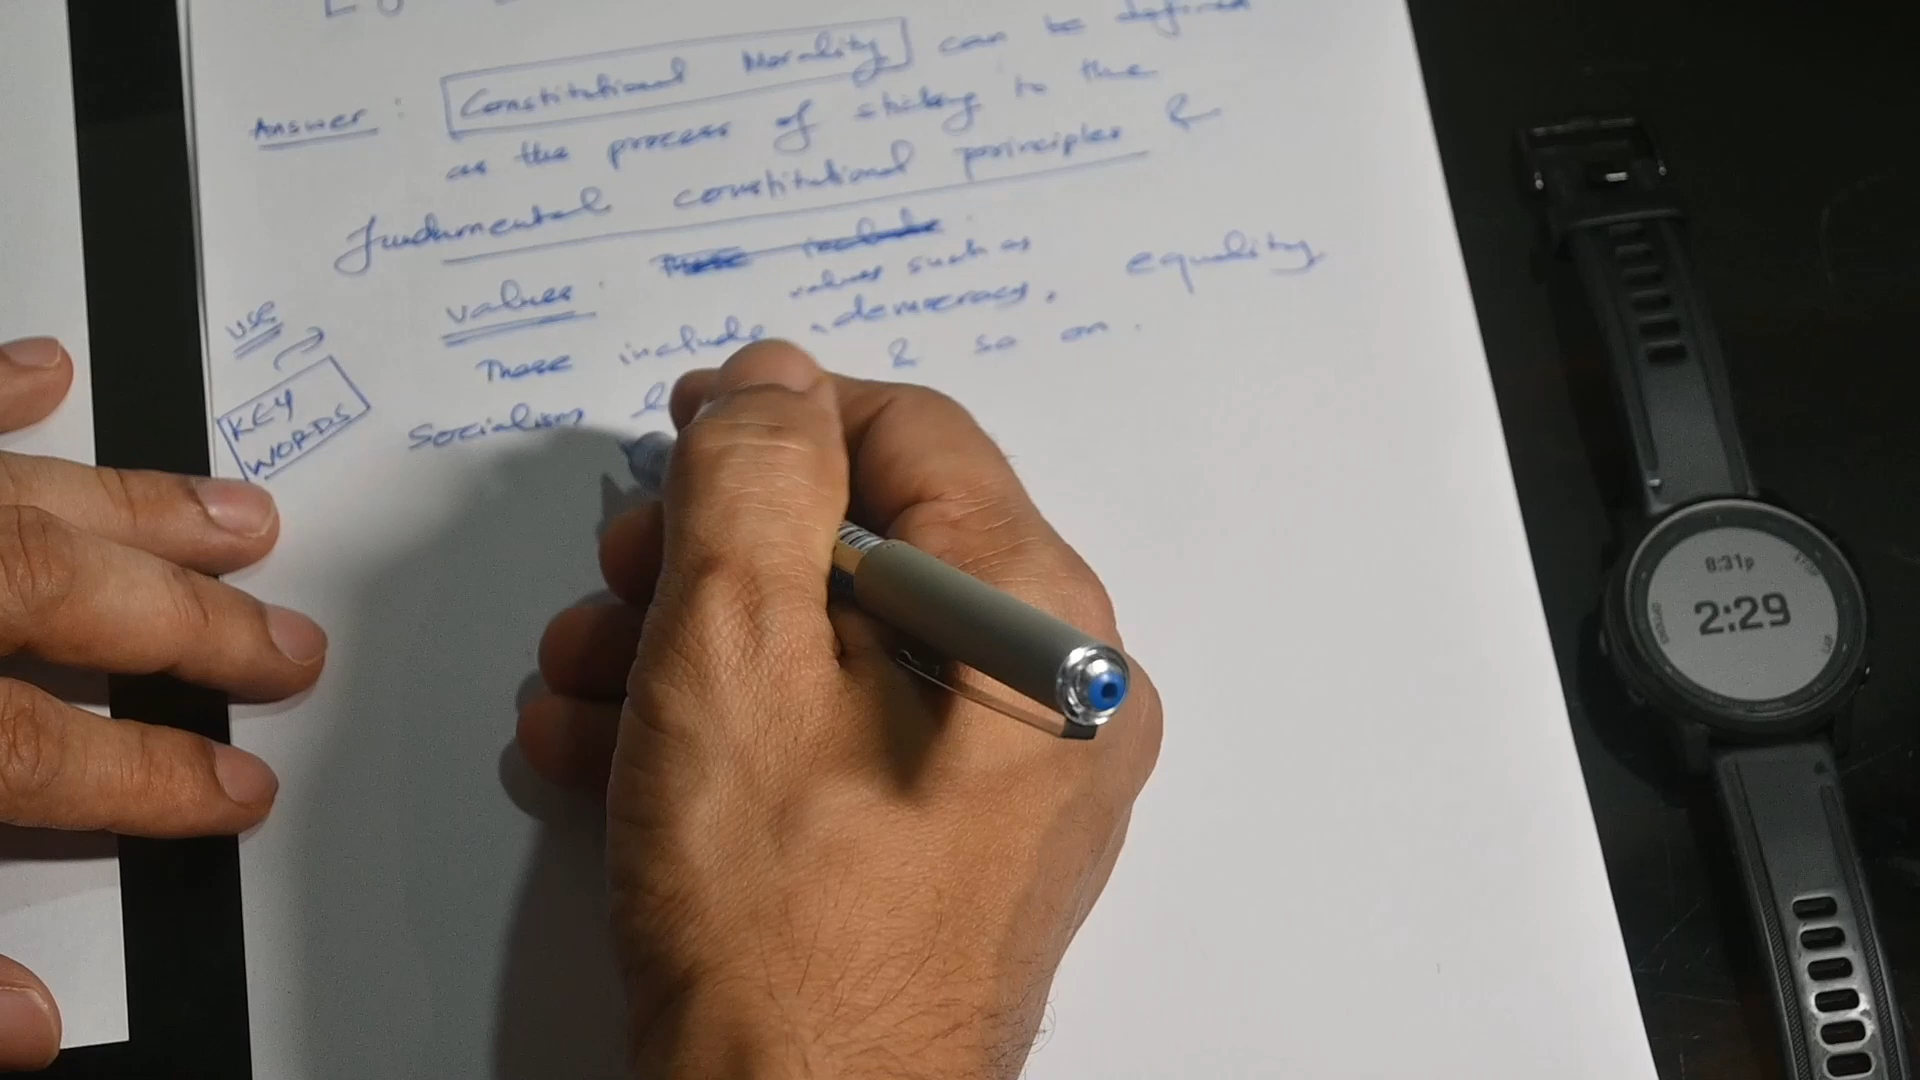 Answer : Constitutional Morality can be defined
as the process of sticking to the
fundamental constitutional principles &
values.
values such as
These include democracy, equality
Socialism & so on.
USE
KEY
WORDS
8:31p
2:29